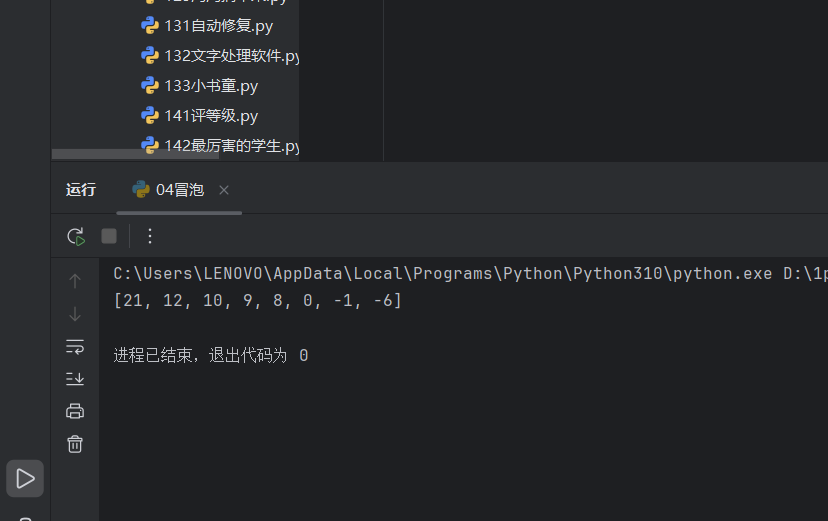 131自动修复.py
132文字处理软件.py
133小书童.py
141评等级.py
142最厉害的学生.py
运行 04冒泡
C:\Users\LENOVO\AppData\Local\Programs\Python\Python310\python.exe D:\1p
[21, 12, 10, 9, 8, 0, -1, -6]
进程已结束，退出代码为 0